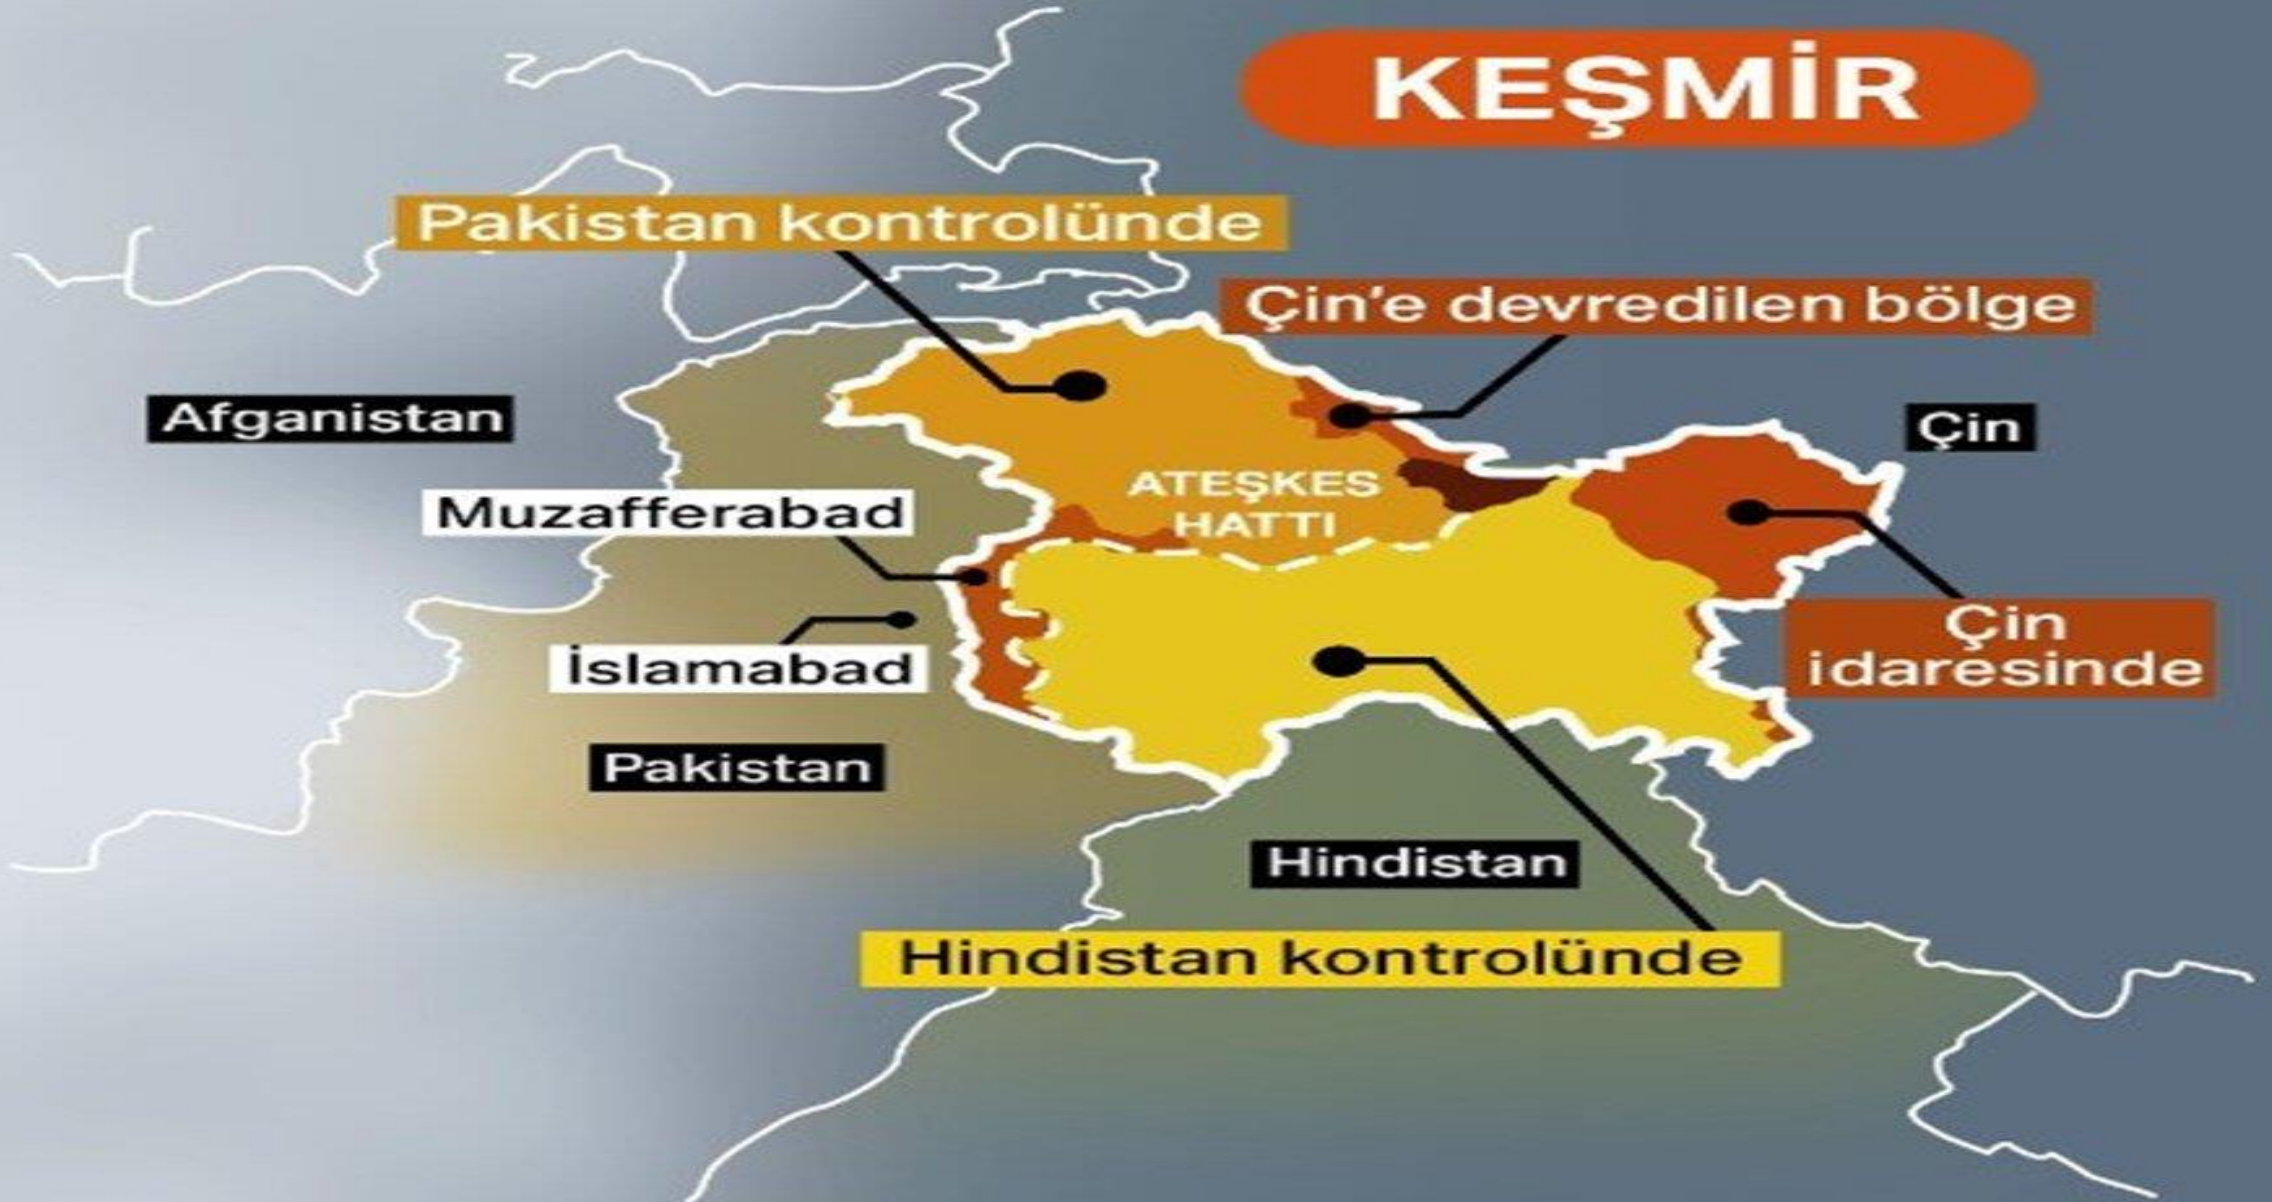 KEŞMİR
Pakistan kontrolünde
Çin'e devredilen bölge
Afganistan
Çin
ATEŞKES
HATTI
Muzafferabad
Çin
idaresinde
İslamabad
Pakistan
Hindistan
Hindistan kontrolünde